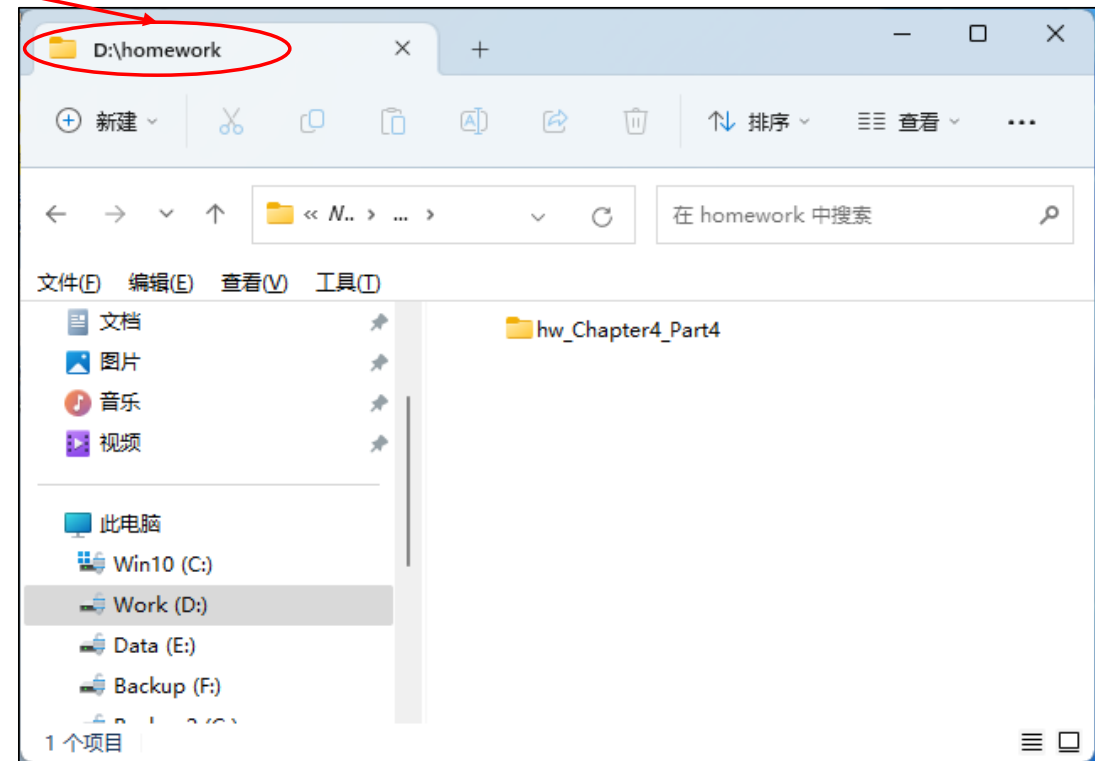 D:\homework
新建
排序
查看
« N.. › ... ›
在 homework 中搜索
文件(F) 编辑(E) 查看(V) 工具(T)
文档
图片
音乐
视频
hw_Chapter4_Part4
此电脑
Win10 (C:)
Work (D:)
Data (E:)
Backup (F:)
1 个项目